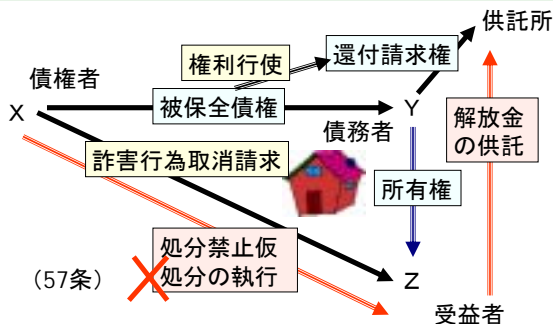 供託所
還付請求権
権利行使
債権者
X
被保全債権
Y
債務者
解放金
の供託
詐害行為取消請求
所有権
処分禁止仮
処分の執行
(57条)
Z
受益者